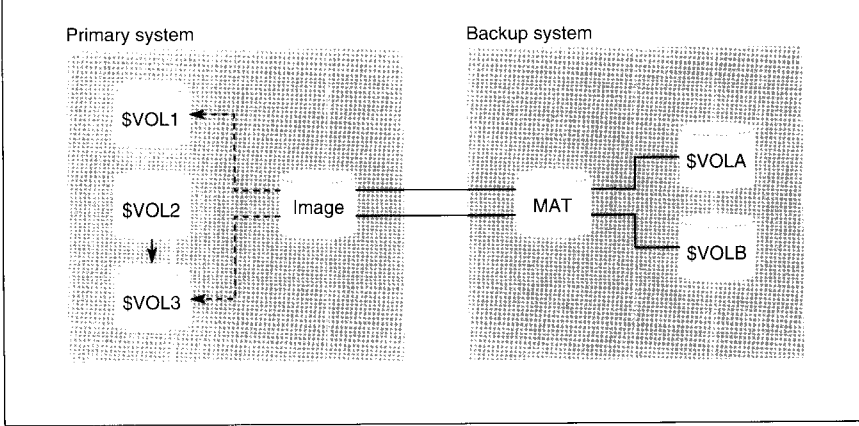 Primary system
Backup system
$VOL1
$VOL2
$VOL3
Image
MAT
$VOLA
$VOLB